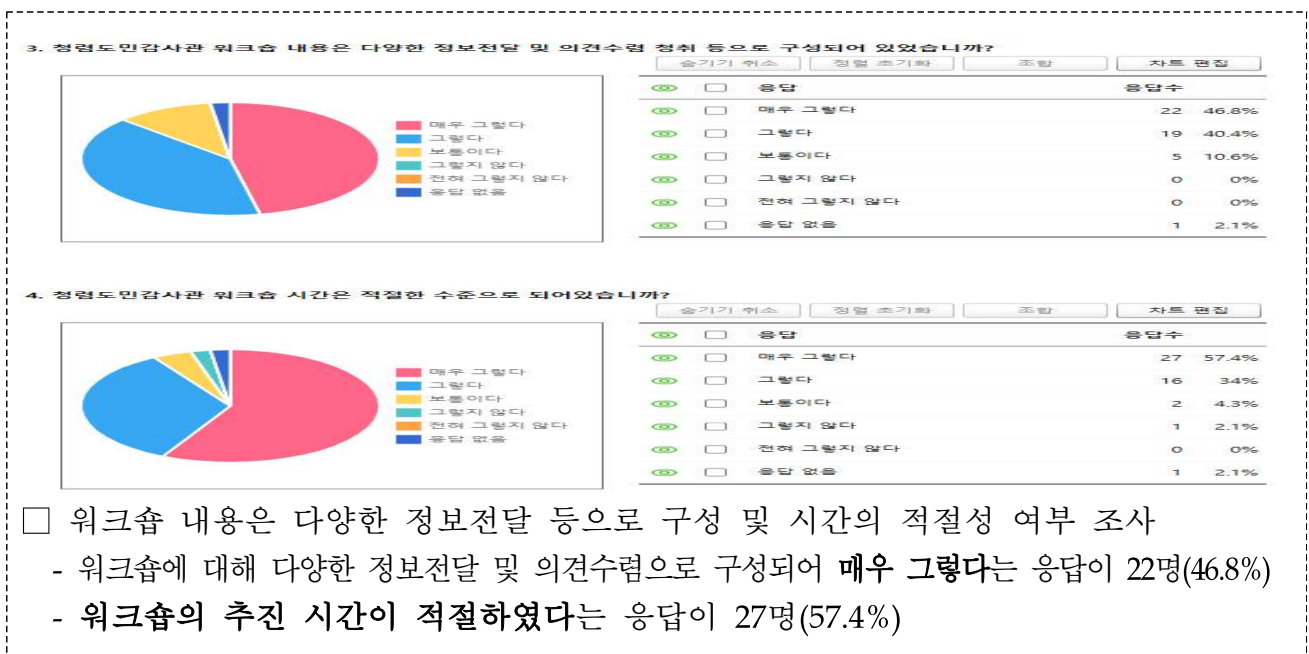 3. 청렴도민감사관 워크숍 내용은 다양한 정보전달 및 의견수렴 청취 등으로 구성되어 있었습니까?
숨기기 취소 정렬 초기화 조합 차트 편집
응답 응답수
매우 그렇다 22 46.8%
그렇다 19 40.4%
보통이다 5 10.6%
그렇지 않다 0 0%
전혀 그렇지 않다 0 0%
응답 없음 1 2.1%
매우 그렇다
그렇다
보통이다
그렇지 않다
전혀 그렇지 않다
응답 없음
4. 청렴도민감사관 워크숍 시간은 적절한 수준으로 되어있습니까?
숨기기 취소 정렬 초기화 조합 차트 편집
응답 응답수
매우 그렇다 27 57.4%
그렇다 16 34%
보통이다 2 4.3%
그렇지 않다 1 2.1%
전혀 그렇지 않다 0 0%
응답 없음 1 2.1%
매우 그렇다
그렇다
보통이다
그렇지 않다
전혀 그렇지 않다
응답 없음
□ 워크숍 내용은 다양한 정보전달 등으로 구성 및 시간의 적절성 여부 조사
- 워크숍에 대해 다양한 정보전달 및 의견수렴으로 구성되어 매우 그렇다는 응답이 22명(46.8%)
- 워크숍의 추진 시간이 적절하였다는 응답이 27명(57.4%)